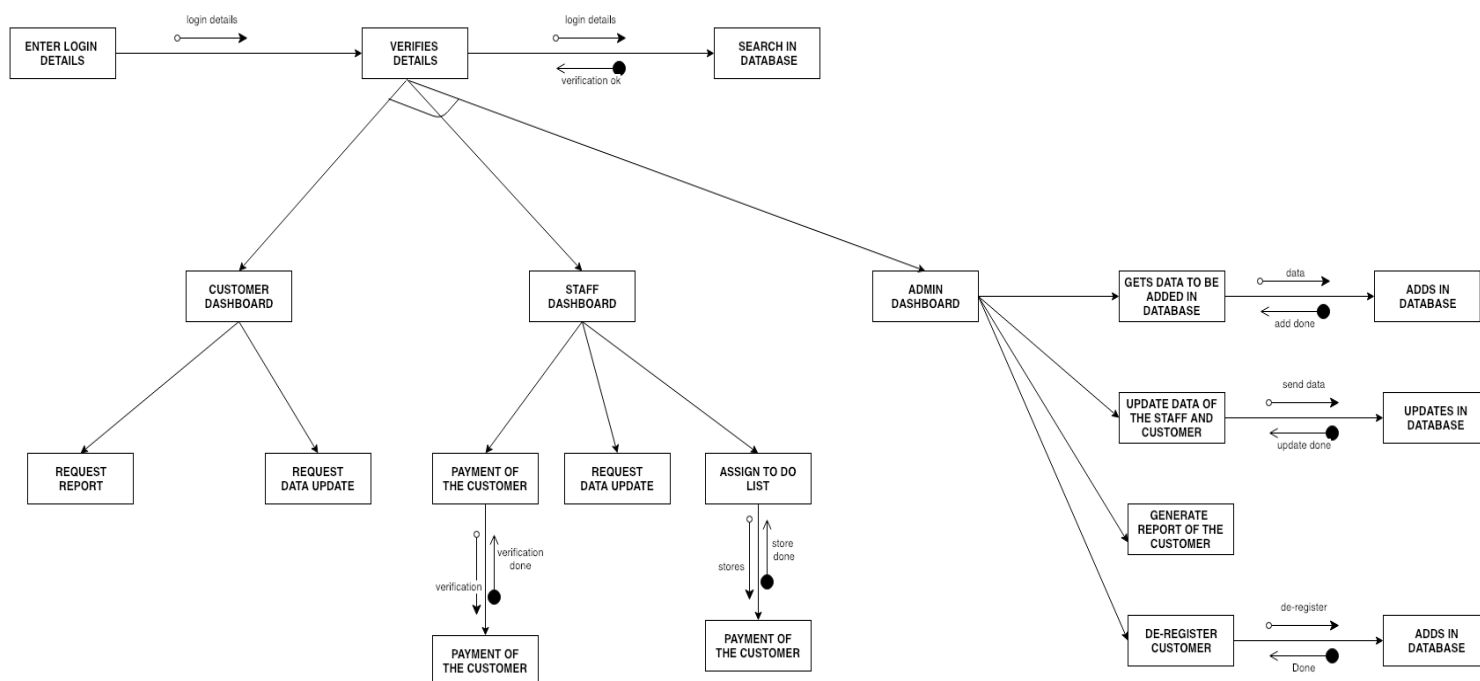 login details
login details
ENTER LOGIN
DETAILS
VERIFIES
DETAILS
SEARCH IN
DATABASE
verification ok
CUSTOMER
DASHBOARD
STAFF
DASHBOARD
ADMIN
DASHBOARD
GETS DATA TO BE
ADDED IN
DATABASE
data
add done
ADDS IN
DATABASE
UPDATE DATA OF
THE STAFF AND
CUSTOMER
send data
update done
UPDATES IN
DATABASE
REQUEST
REPORT
REQUEST
DATA UPDATE
PAYMENT OF
THE CUSTOMER
REQUEST
DATA UPDATE
ASSIGN TO DO
LIST
GENERATE
REPORT OF THE
CUSTOMER
verification
done
verification
store
done
stores
PAYMENT OF
THE CUSTOMER
PAYMENT OF
THE CUSTOMER
DE-REGISTER
CUSTOMER
de-register
Done
ADDS IN
DATABASE